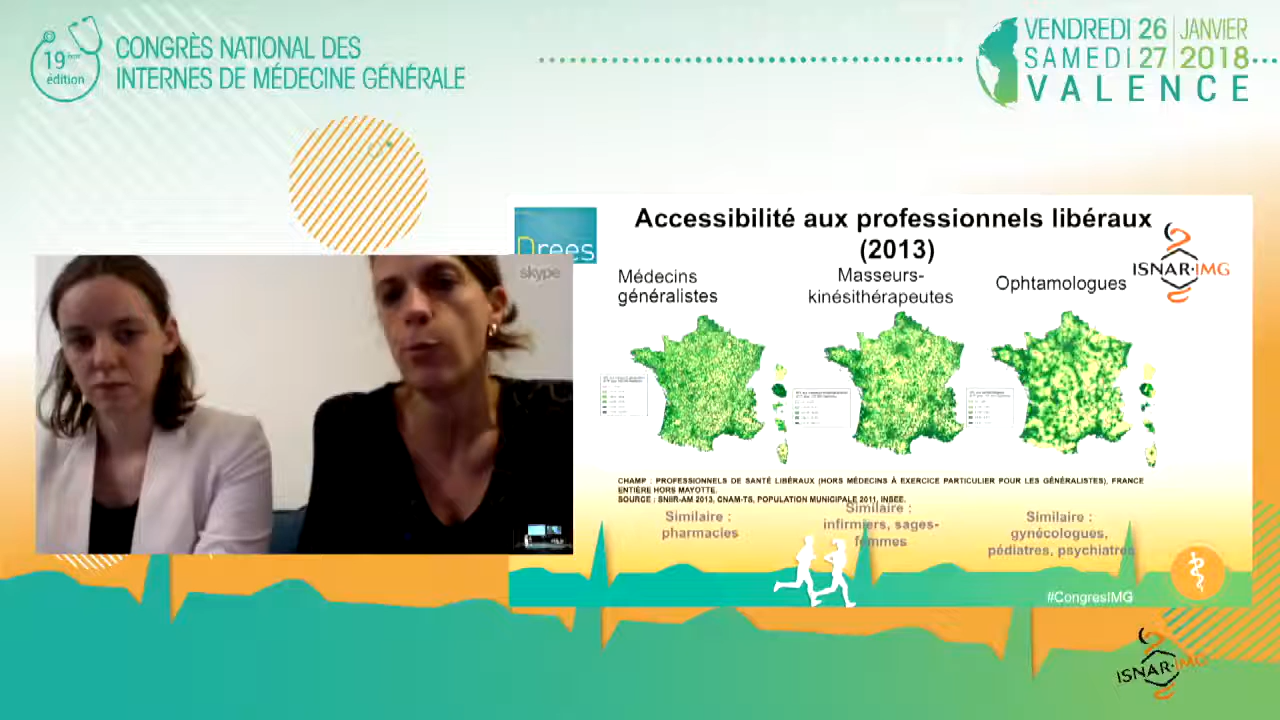 19ème
édition
CONGRÈS NATIONAL DES
INTERNES DE MÉDECINE GÉNÉRALE
VENDREDI 26 JANVIER
SAMEDI 27 2018
VALENCE
Drees
Accessibilité aux professionnels libéraux
(2013)
ISNAR-IMG
Médecins
généralistes
Masseurs-
kinésithérapeutes
Ophtamologues
skype
CHAMP : PROFESSIONNELS DE SANTÉ LIBÉRAUX (HORS MÉDECINS À EXERCICE PARTICULIER POUR LES GÉNÉRALISTES), FRANCE
ENTIÈRE HORS MAYOTTE.
SOURCE : SNIIR-AM 2013, CNAM-TS, POPULATION MUNICIPALE 2011, INSEE.
Similaire :
pharmacies
Similaire :
infirmiers, sages-
femmes
Similaire :
gynécologues,
pédiatres, psychiatres
#CongresIMG
ISNAR-IMG